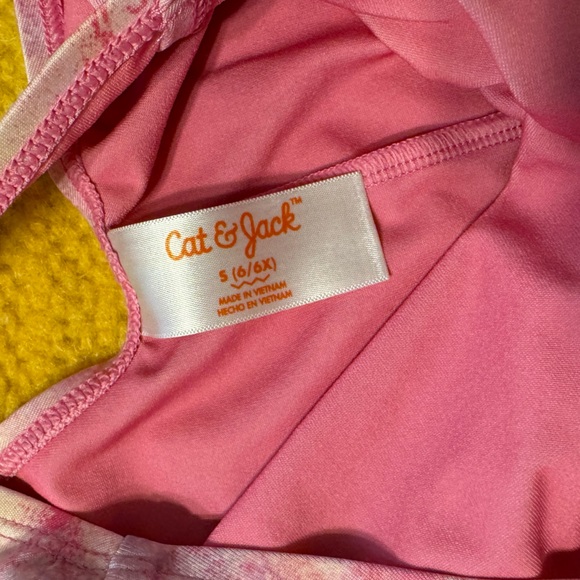 Cat & Jack™
S (6/6X)
MADE IN VIETNAM
HECHO EN VIETNAM